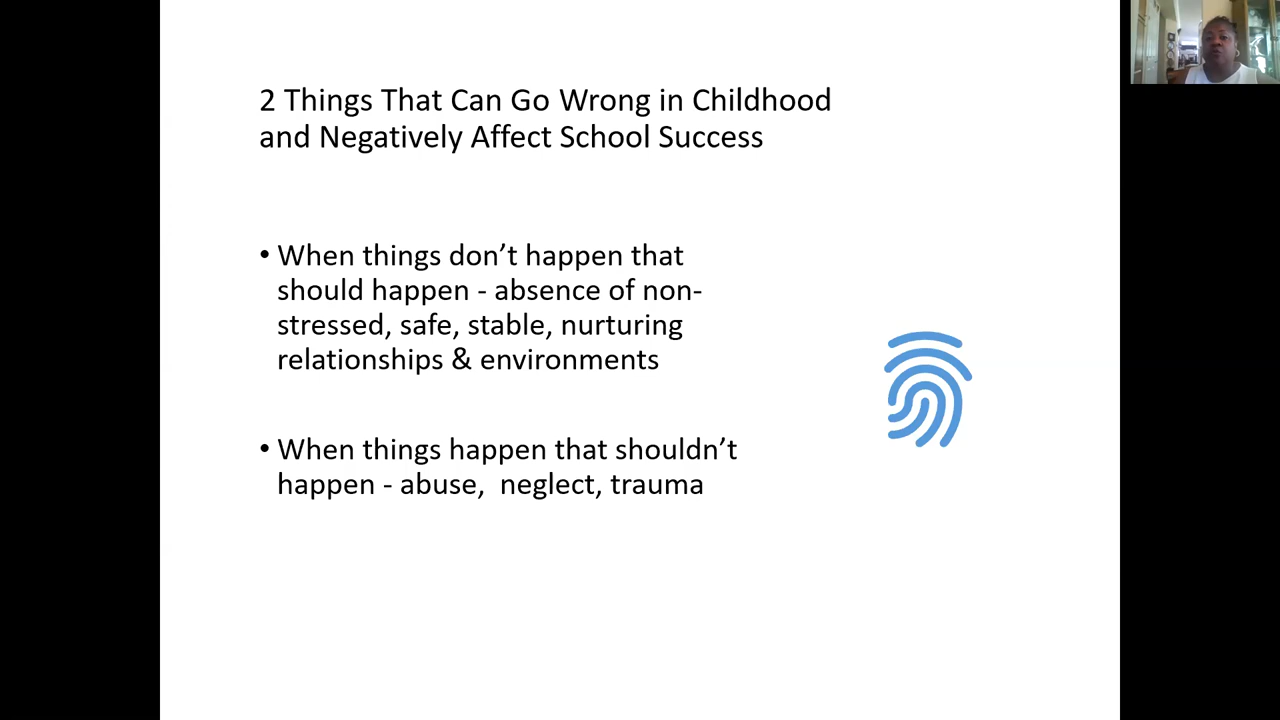 2 Things That Can Go Wrong in Childhood
and Negatively Affect School Success
• When things don’t happen that
should happen - absence of non-
stressed, safe, stable, nurturing
relationships & environments
• When things happen that shouldn’t
happen - abuse,  neglect, trauma